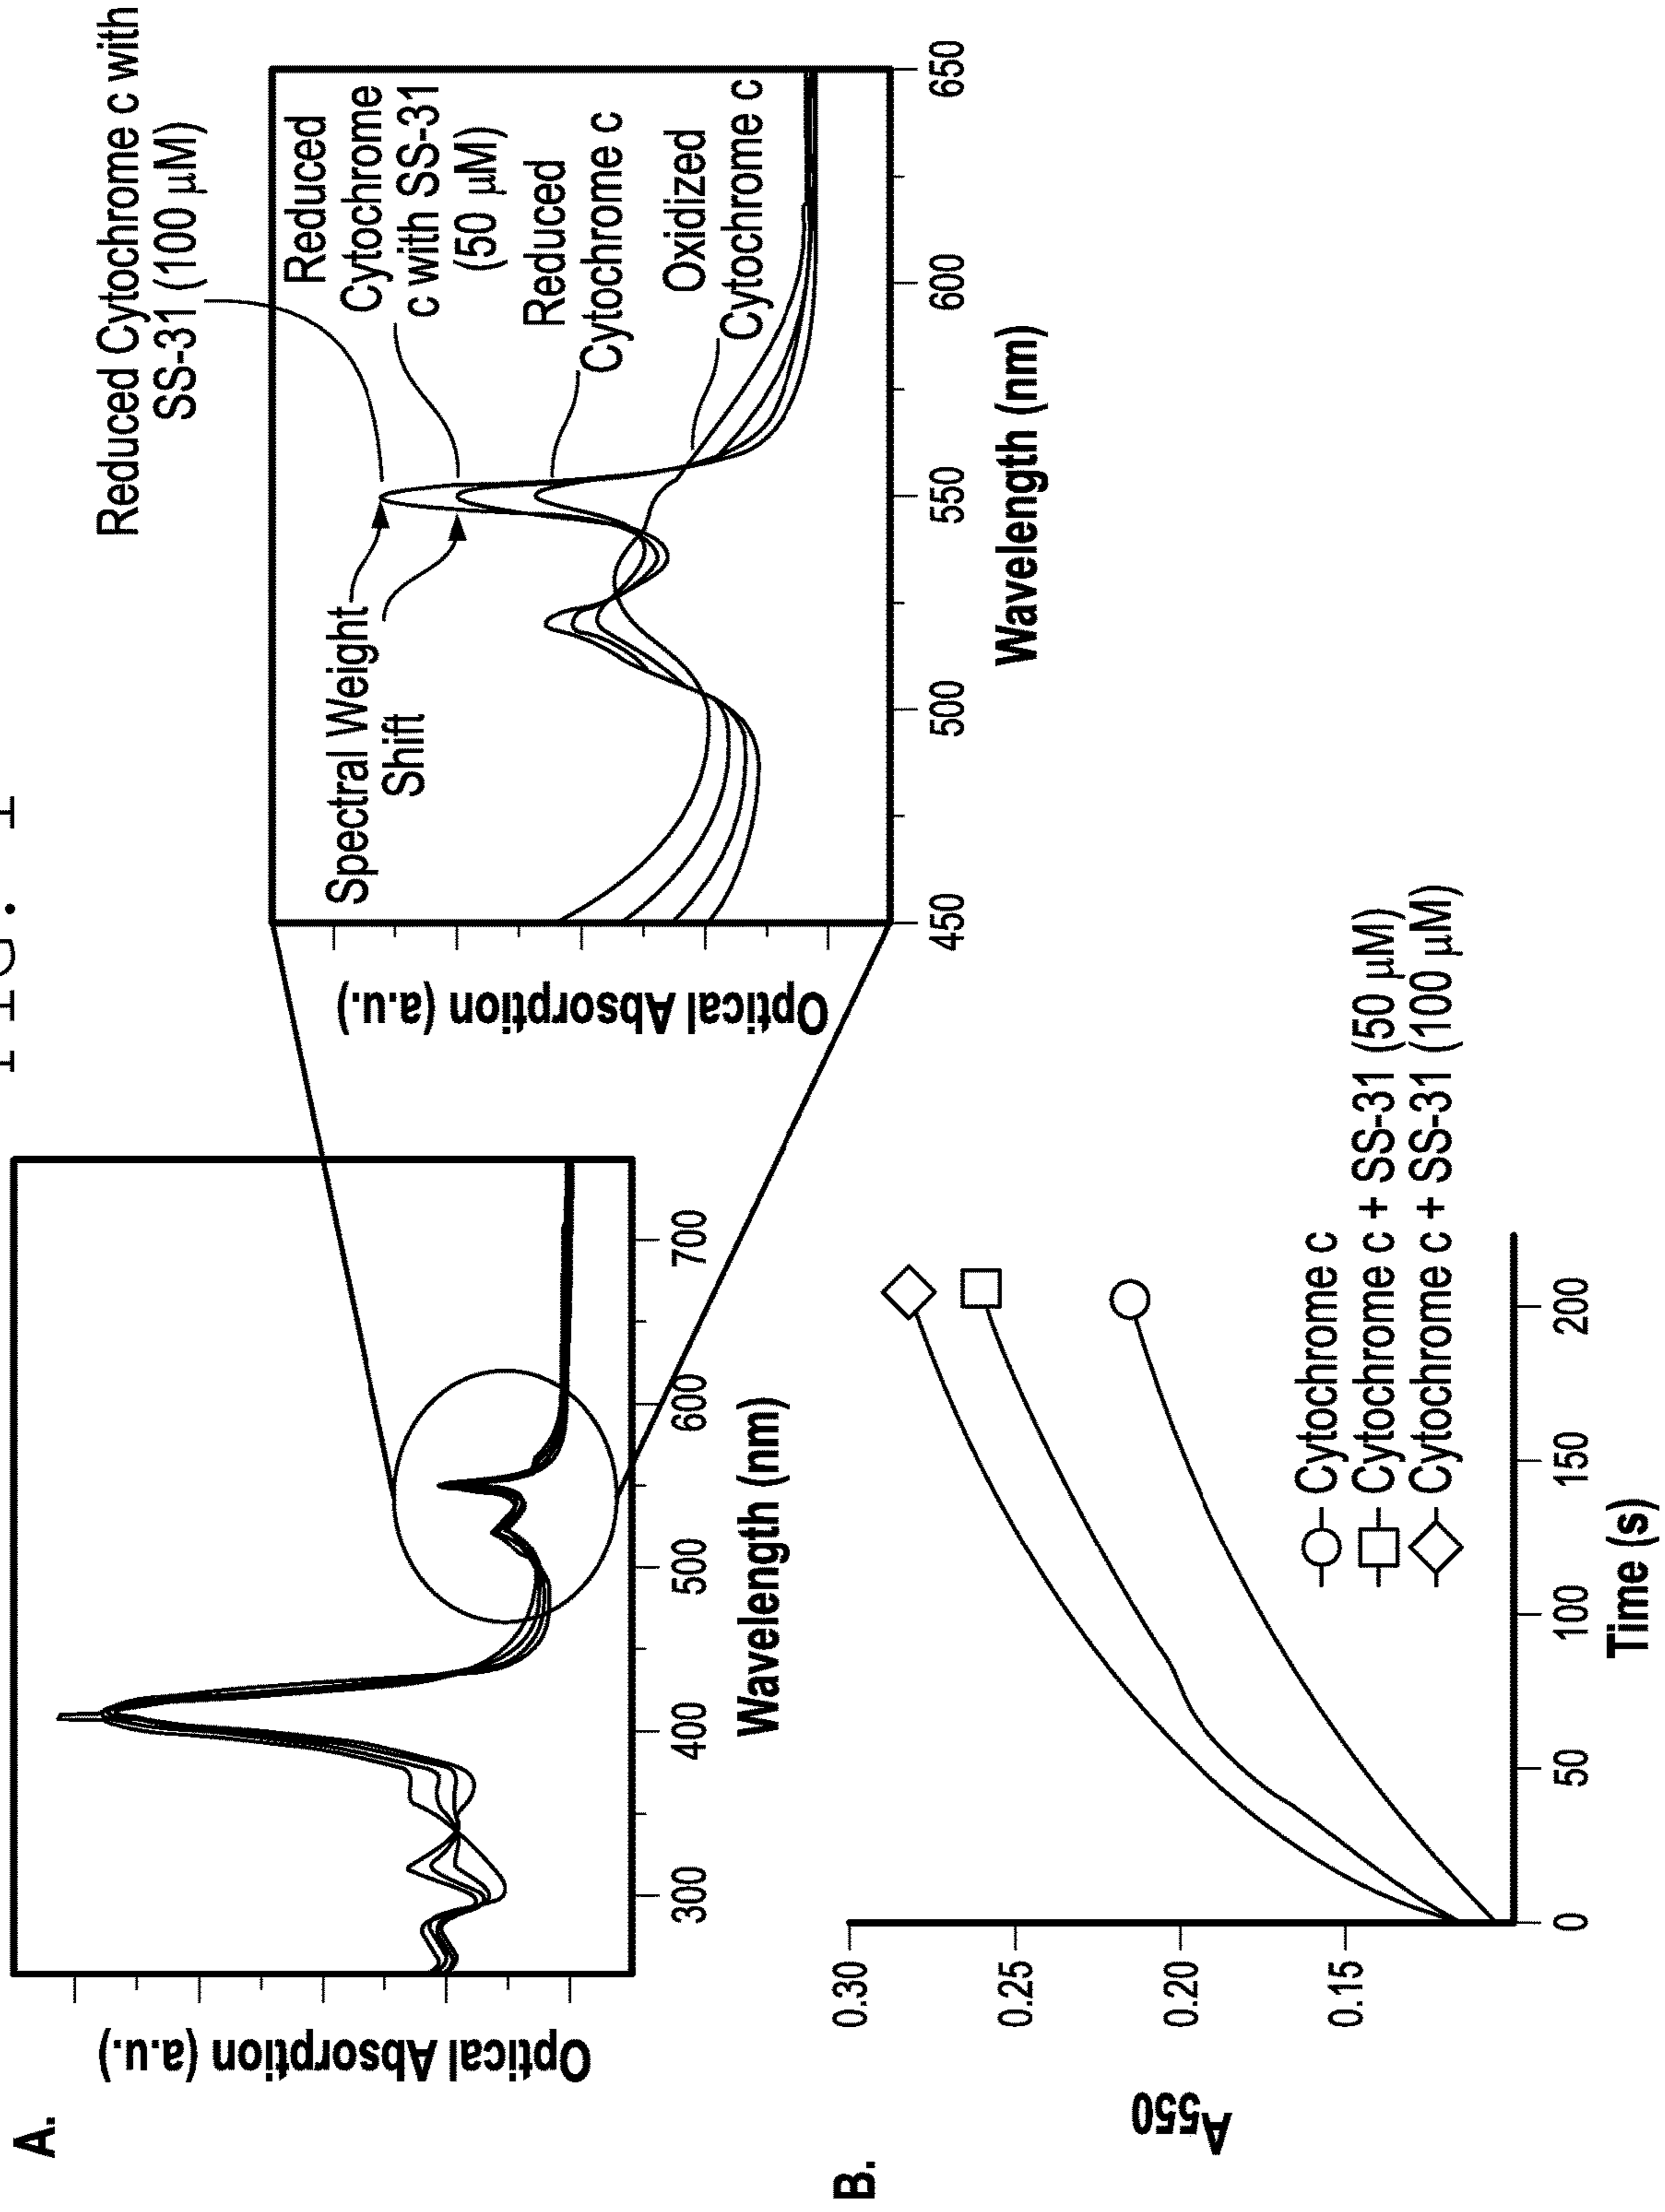 FIG. 1
A.
Optical Absorption (a.u.)
300 400 500 600 700
Wavelength (nm)
Reduced Cytochrome c with
SS-31 (100 µM)
Spectral Weight
Shift
Reduced
Cytochrome
c with SS-31
(50 µM)
Reduced
Cytochrome c
Oxidized
Cytochrome c
Optical Absorption (a.u.)
450 500 550 600 650
Wavelength (nm)
B.
A550
0.30
0.25
0.20
0.15
Cytochrome c
Cytochrome c + SS-31 (50 µM)
Cytochrome c + SS-31 (100 µM)
0 50 100 150 200
Time (s)